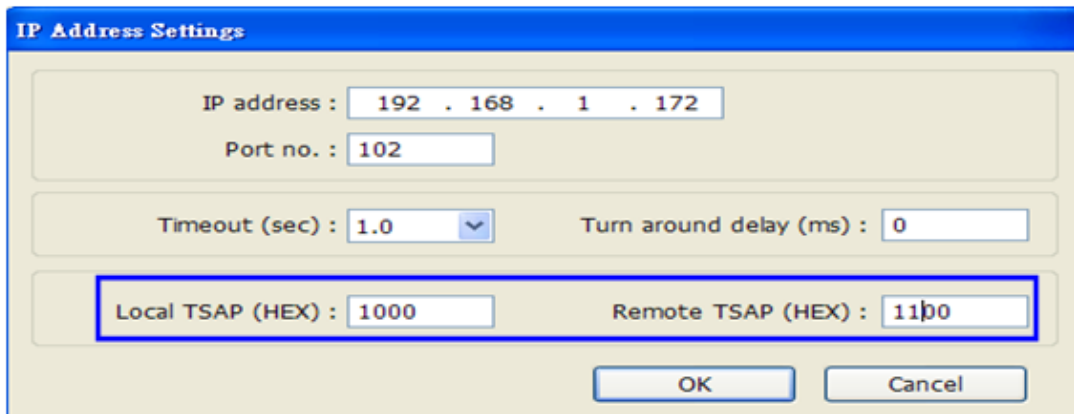 IP Address Settings
IP address : 192 . 168 . 1 . 172
Port no. : 102
Timeout (sec) : 1.0 Turn around delay (ms) : 0
Local TSAP (HEX) : 1000 Remote TSAP (HEX) : 1100
OK Cancel